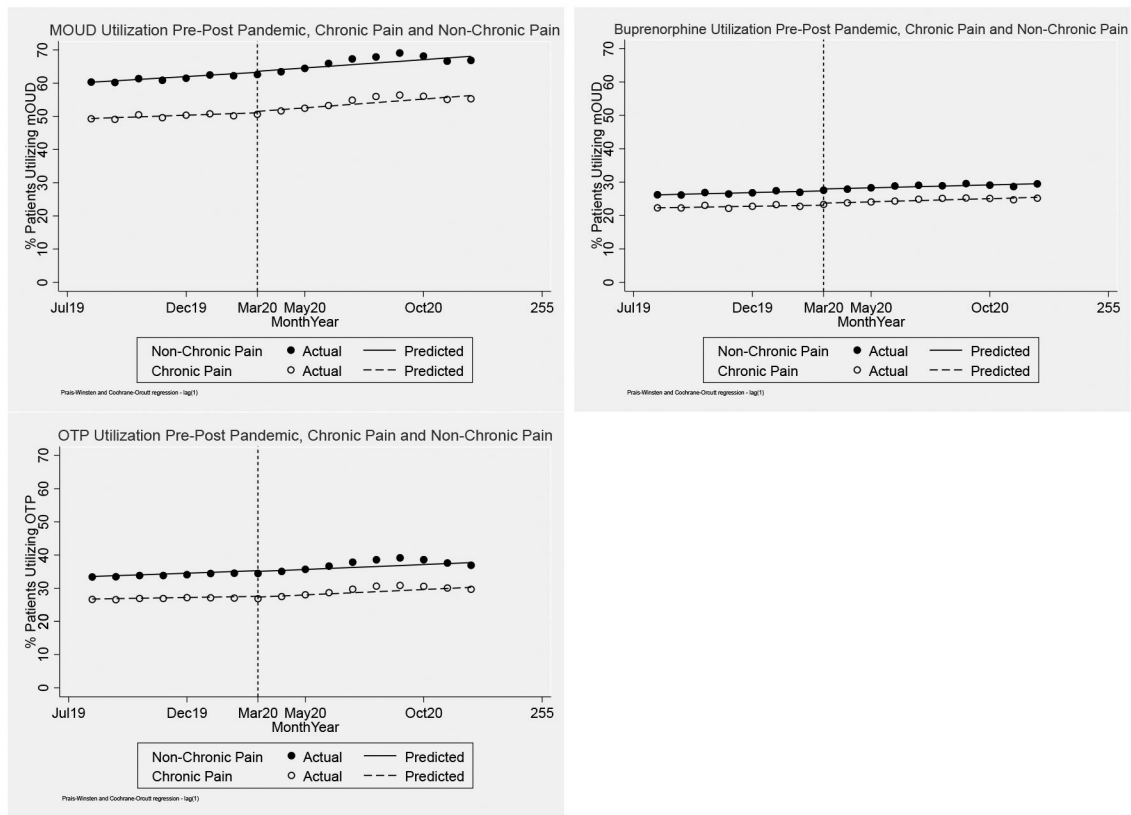 MOUD Utilization Pre-Post Pandemic, Chronic Pain and Non-Chronic Pain
% Patients Utilizing mOUD
70
60
50
40
30
20
10
0
Jul19 Dec19 Mar20 May20 Oct20 255
MonthYear
Non-Chronic Pain Actual Predicted
Chronic Pain Actual Predicted
Prais-Winsten and Cochrane-Orcutt regression - lag(1)
Buprenorphine Utilization Pre-Post Pandemic, Chronic Pain and Non-Chronic Pain
% Patients Utilizing mOUD
70
60
50
40
30
20
10
0
Jul19 Dec19 Mar20 May20 Oct20 255
MonthYear
Non-Chronic Pain Actual Predicted
Chronic Pain Actual Predicted
Prais-Winsten and Cochrane-Orcutt regression - lag(1)
OTP Utilization Pre-Post Pandemic, Chronic Pain and Non-Chronic Pain
% Patients Utilizing OTP
70
60
50
40
30
20
10
0
Jul19 Dec19 Mar20 May20 Oct20 255
MonthYear
Non-Chronic Pain Actual Predicted
Chronic Pain Actual Predicted
Prais-Winsten and Cochrane-Orcutt regression - lag(1)